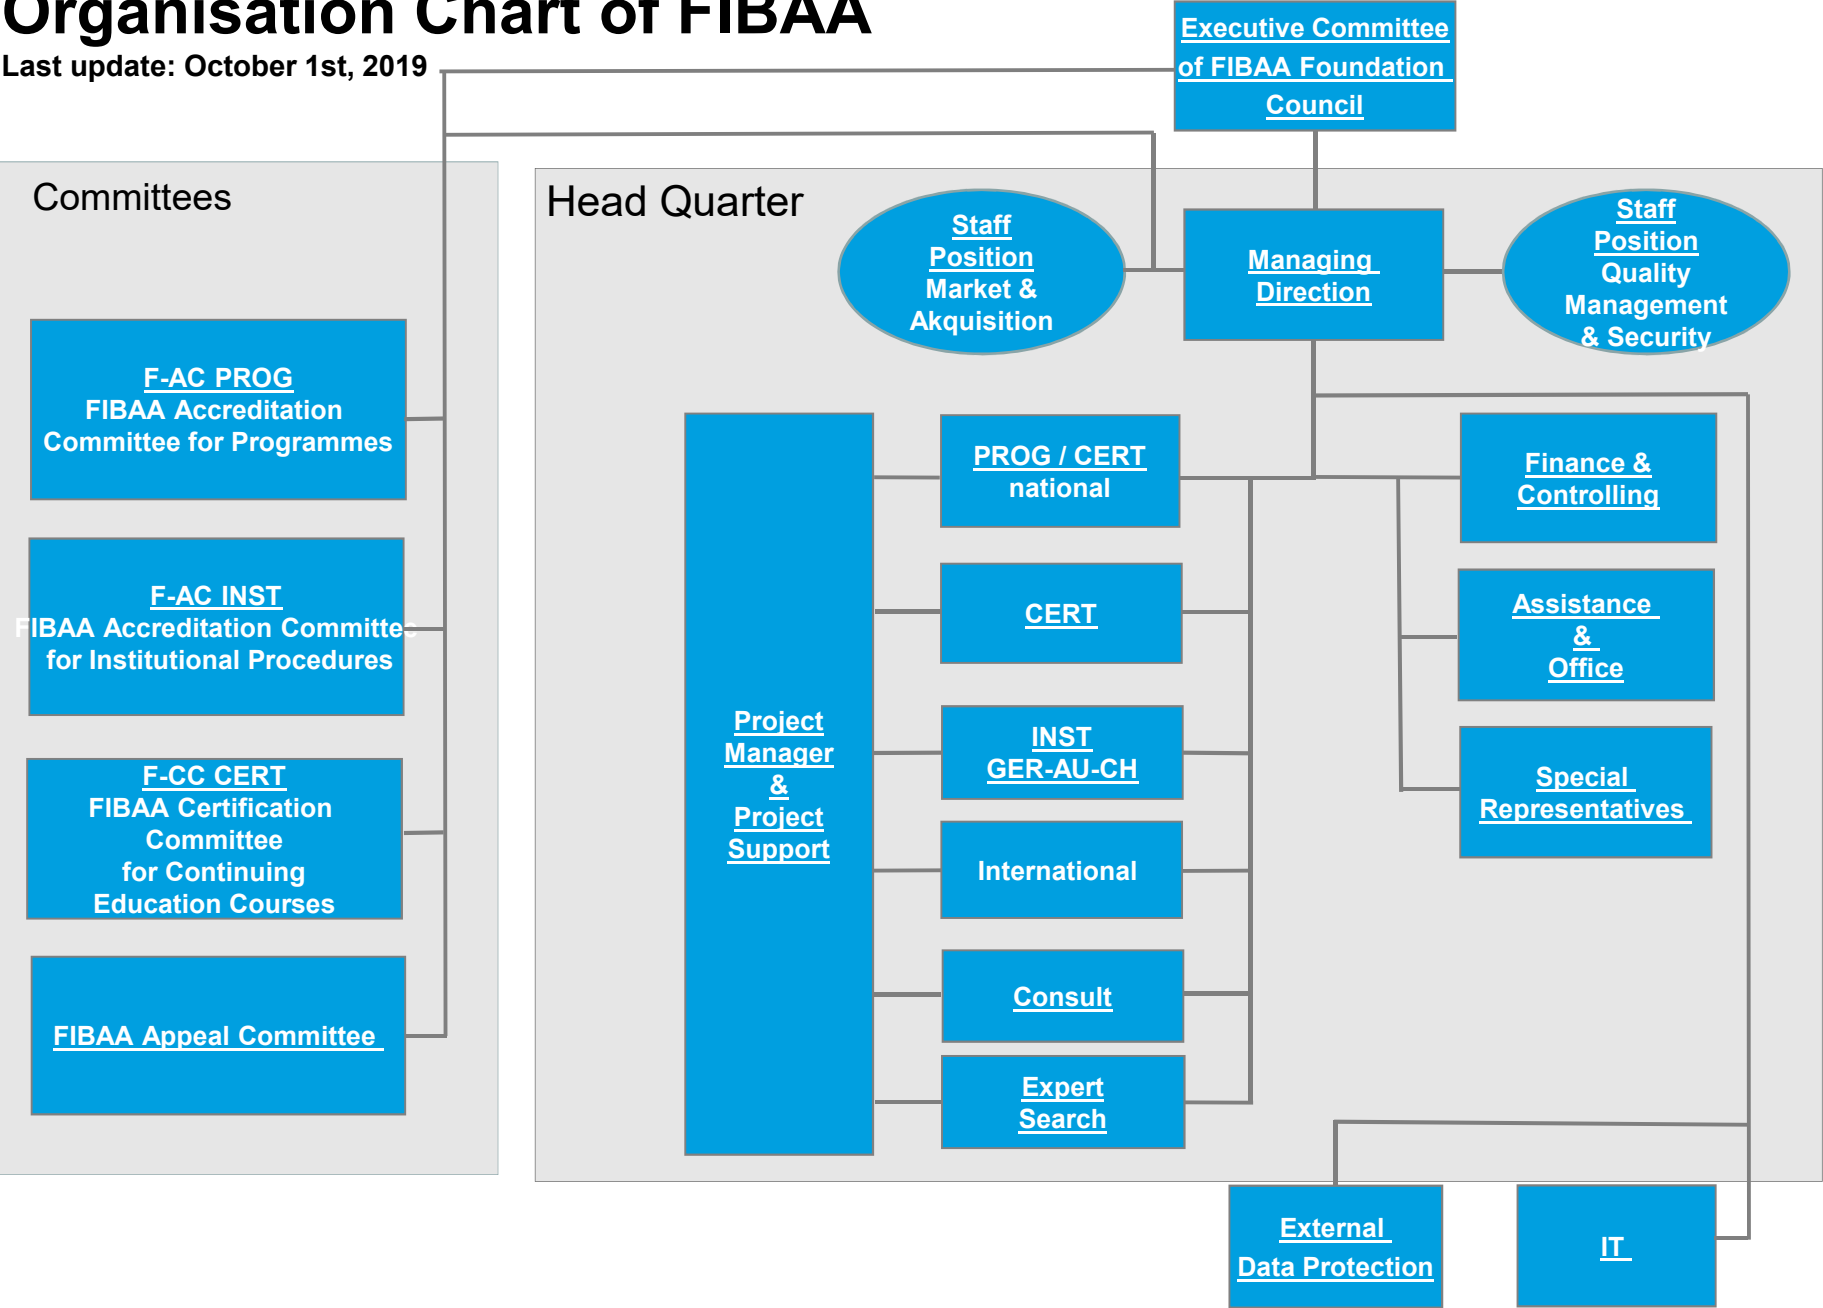 Organisation Chart of FIBAA
Last update: October 1st, 2019
Executive Committee
of FIBAA Foundation
Council
Committees
F-AC PROG
FIBAA Accreditation
Committee for Programmes
F-AC INST
FIBAA Accreditation Committee
for Institutional Procedures
F-CC CERT
FIBAA Certification
Committee
for Continuing
Education Courses
FIBAA Appeal Committee
Head Quarter
Staff
Position
Market &
Akquisition
Managing
Direction
Staff
Position
Quality
Management
& Security
Project
Manager
&
Project
Support
PROG / CERT
national
CERT
INST
GER-AU-CH
International
Consult
Expert
Search
Finance &
Controlling
Assistance
&
Office
Special
Representatives
External
Data Protection
IT